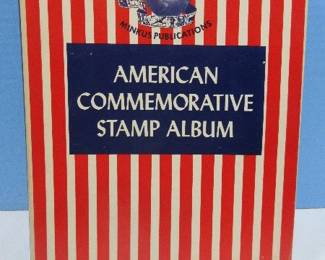 MINKUS PUBLICATIONS
AMERICAN
COMMEMORATIVE
STAMP ALBUM